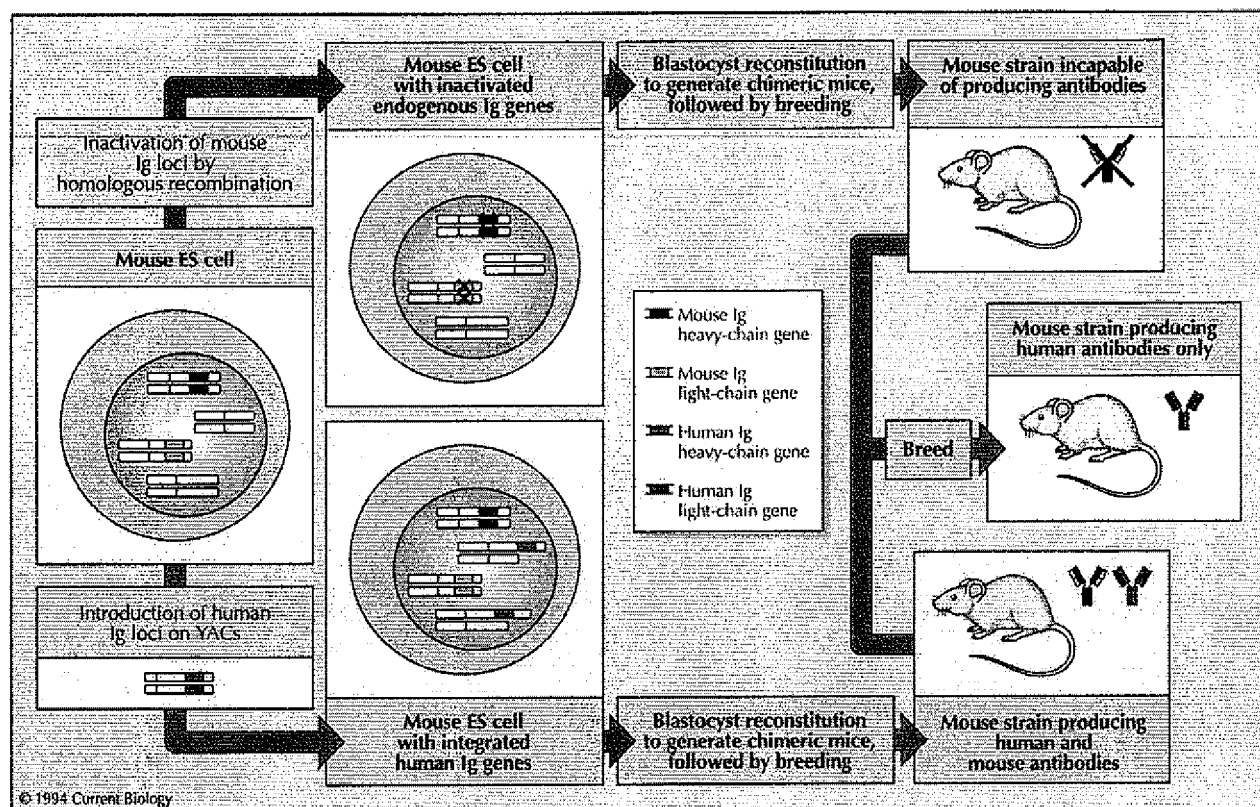 Mouse ES cell
with inactivated
endogenous Ig genes
Blastocyst reconstitution
to generate chimeric mice,
followed by breeding
Mouse strain incapable
of producing antibodies
Inactivation of mouse
Ig loci by
homologous recombination
Mouse ES cell
Mouse Ig
heavy-chain gene
Mouse Ig
light-chain gene
Human Ig
heavy-chain gene
Human Ig
light-chain gene
Mouse strain producing
human antibodies only
Breed
Introduction of human
Ig loci on YACs
Mouse ES cell
with integrated
human Ig genes
Blastocyst reconstitution
to generate chimeric mice,
followed by breeding
Mouse strain producing
human and
mouse antibodies
© 1994 Current Biology